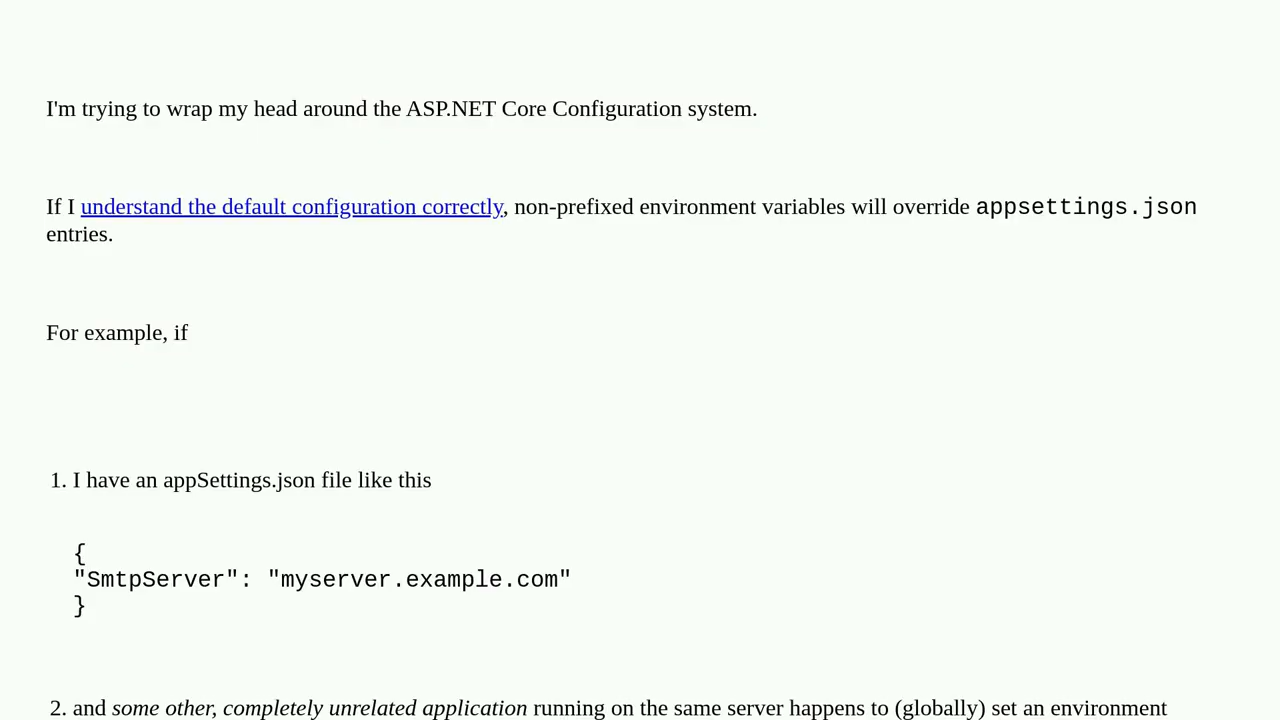 I'm trying to wrap my head around the ASP.NET Core Configuration system.
If I understand the default configuration correctly, non-prefixed environment variables will override appsettings.json
entries.
For example, if
1. I have an appSettings.json file like this
{
"SmtpServer": "myserver.example.com"
}
2. and some other, completely unrelated application running on the same server happens to (globally) set an environment